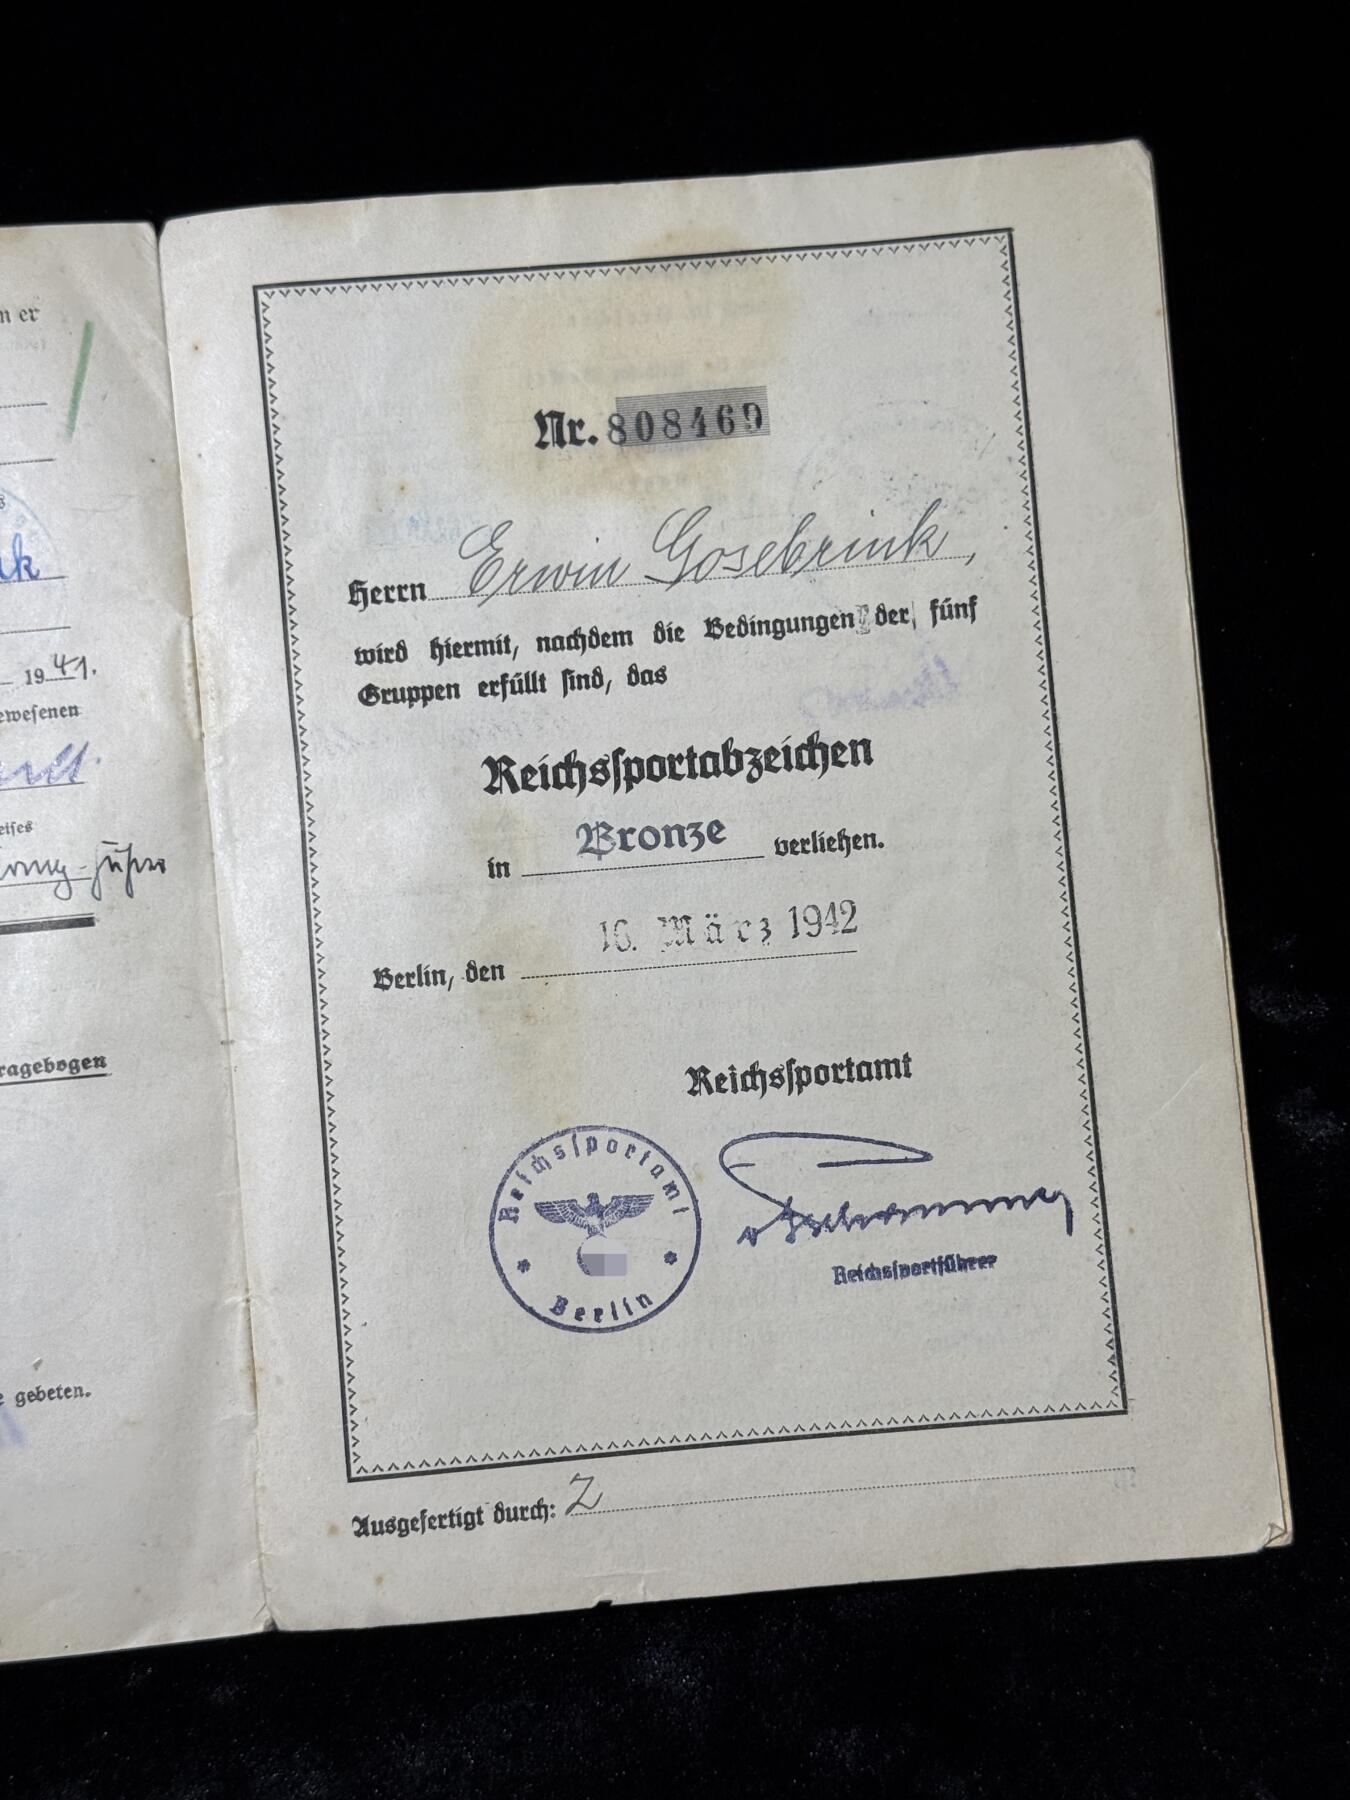 n er
19 41.
ewesenen
eises
ragebogen
e gebeten.
Nr. 808469
Herrn Erwin Gosebrink,
wird hiermit, nachdem die Bedingungen der fünf
Gruppen erfüllt sind, das
Reichssportabzeichen
in Bronze verliehen.
Berlin, den 16. März 1942
Reichssportamt
Reichssportamt
Berlin
Reichssportführer
Ausgefertigt durch: Z